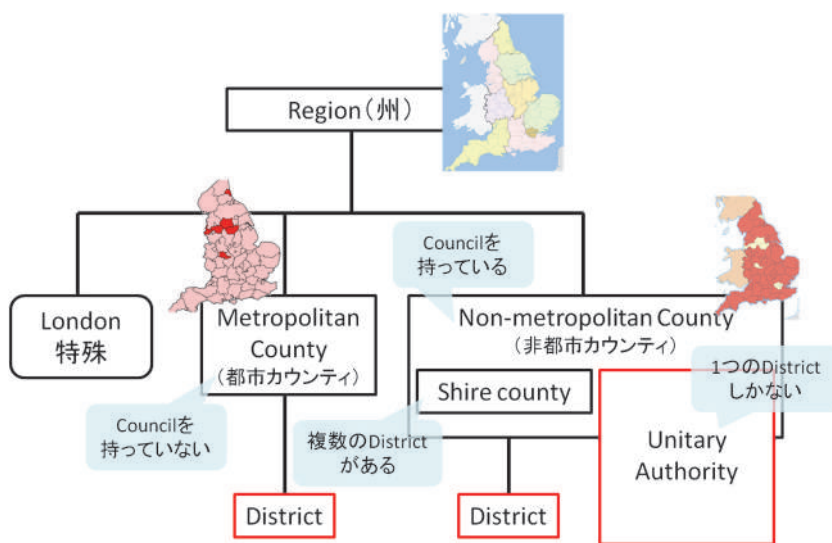 Region（州）
Councilを
持っている
London
特殊
Metropolitan
County
（都市カウンティ）
Non-metropolitan County
（非都市カウンティ）
1つのDistrict
しかない
Shire county
Councilを
持っていない
複数のDistrict
がある
Unitary
Authority
District
District